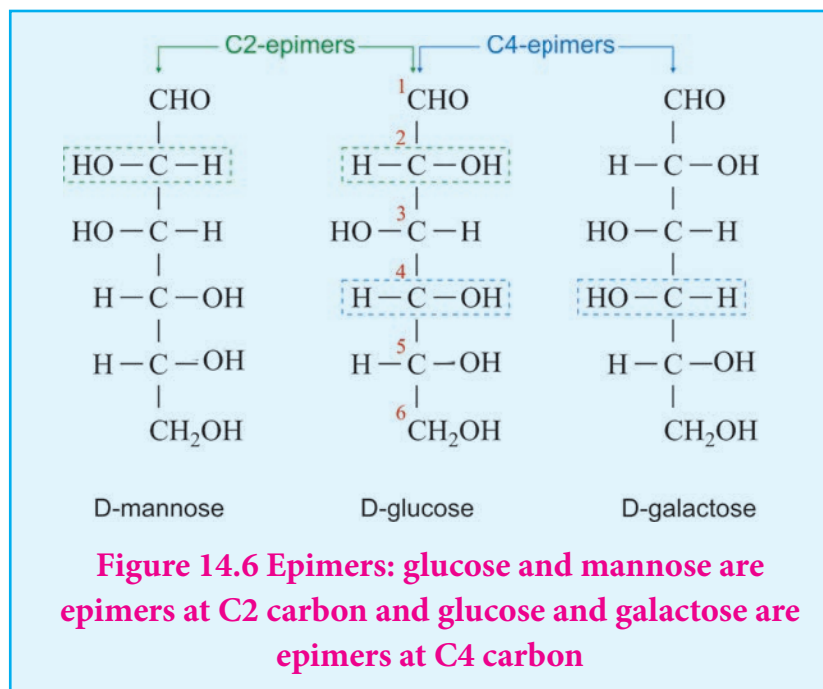 C2-epimers C4-epimers
1 CHO CHO CHO
2
HO—C—H H—C—OH H—C—OH
3
HO—C—H HO—C—H HO—C—H
4
H—C—OH H—C—OH HO—C—H
5
H—C—OH H—C—OH H—C—OH
6
CH₂OH CH₂OH CH₂OH
D-mannose D-glucose D-galactose
Figure 14.6 Epimers: glucose and mannose are
epimers at C2 carbon and glucose and galactose are
epimers at C4 carbon